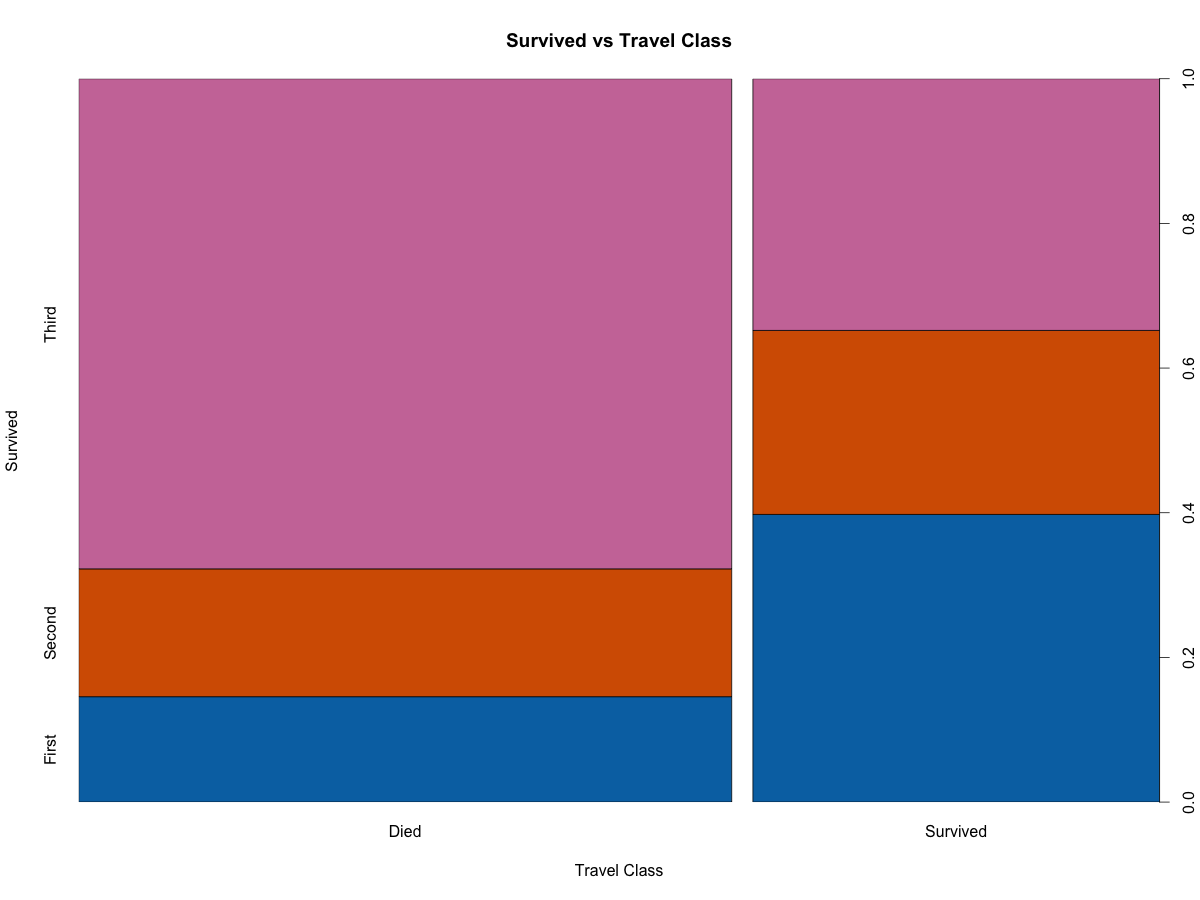 Survived vs Travel Class
Survived
Third
Second
First
1.0
0.8
0.6
0.4
0.2
0.0
Died
Survived
Travel Class